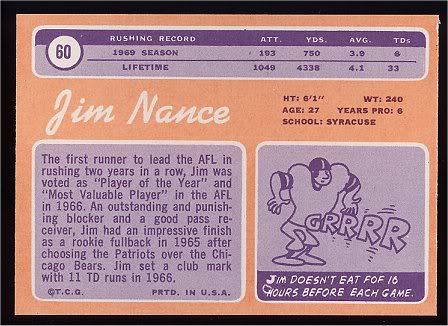 60
RUSHING RECORD ATT. YDS. AVG. TDs
1969 SEASON 193 750 3.9 6
LIFETIME 1049 4338 4.1 33
Jim Nance
HT: 6'1" WT: 240
AGE: 27 YEARS PRO: 6
SCHOOL: SYRACUSE
The first runner to lead the AFL in
rushing two years in a row, Jim was
voted as "Player of the Year" and
"Most Valuable Player" in the AFL
in 1966. An outstanding and punish-
ing blocker and a good pass re-
ceiver, Jim had an impressive finish
as a rookie fullback in 1965 after
choosing the Patriots over the Chi-
cago Bears. Jim set a club mark
with 11 TD runs in 1966.
©T.C.G. PRTD. IN U.S.A.
GRRRR
JIM DOESN'T EAT FOF 18
HOURS BEFORE EACH GAME.